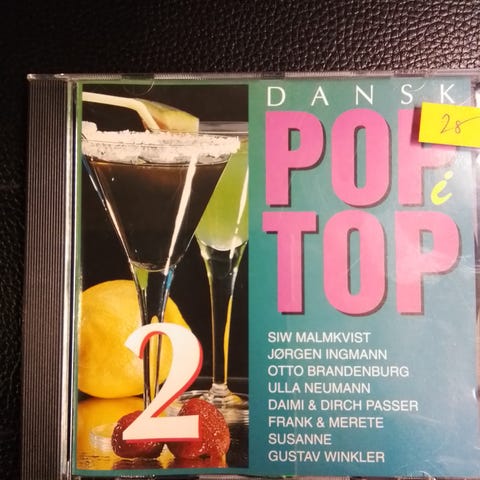 DANSK
POP
i
TOP
2
SIW MALMKVIST
JØRGEN INGMANN
OTTO BRANDENBURG
ULLA NEUMANN
DAIMI & DIRCH PASSER
FRANK & MERETE
SUSANNE
GUSTAV WINKLER
28